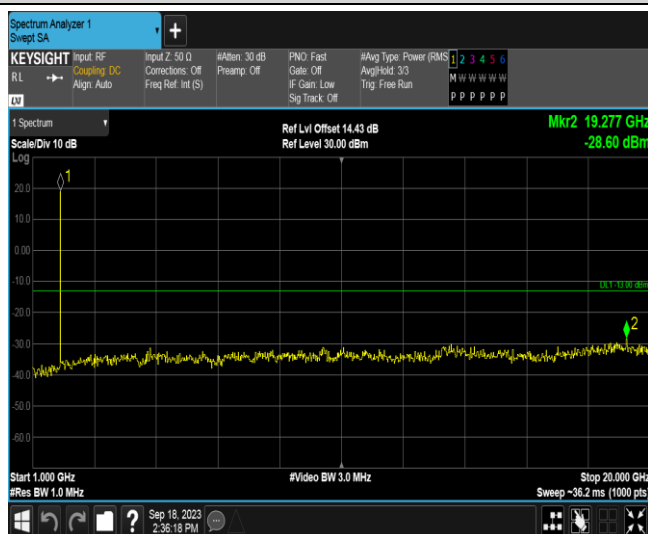 Spectrum Analyzer 1
Swept SA
KEYSIGHT
RL
LXI
Input: RF
Coupling: DC
Align: Auto
Input Z: 50 Ω
Corrections: Off
Freq Ref: Int (S)
#Atten: 30 dB
Preamp: Off
PNO: Fast
Gate: Off
IF Gain: Low
Sig Track: Off
#Avg Type: Power (RMS
Avg|Hold: 3/3
Trig: Free Run
1 2 3 4 5 6
M W W W W W
P P P P P P
1 Spectrum
Scale/Div 10 dB
Ref Lvl Offset 14.43 dB
Ref Level 30.00 dBm
Mkr2 19.277 GHz
-28.60 dBm
Log
1
20.0
10.0
0.00
-10.0
DL1 -13.00 dBm
2
-20.0
-30.0
-40.0
-50.0
-60.0
Start 1.000 GHz
#Video BW 3.0 MHz
Stop 20.000 GHz
#Res BW 1.0 MHz
Sweep ~36.2 ms (1000 pts)
?
Sep 18, 2023
2:36:18 PM